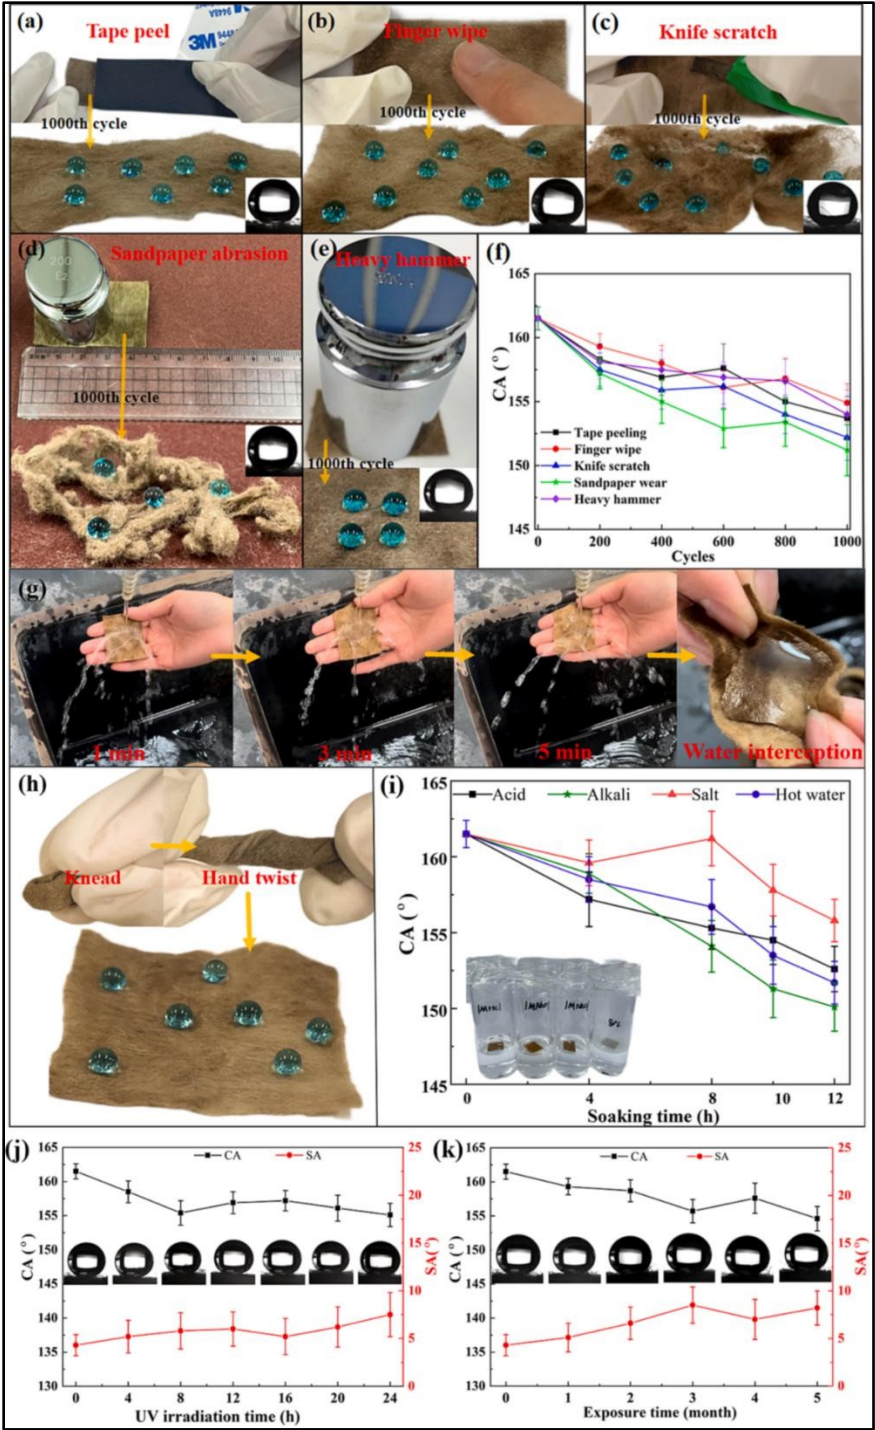 (a)
Tape peel
9448A
3M
1000th cycle
(b)
Finger wipe
1000th cycle
(c)
Knife scratch
1000th cycle
(d)
Sandpaper abrasion
200
E2
1000th cycle
(e)
Heavy hammer
1000th cycle
(f)
165
160
155
150
145
CA (°)
Tape peeling
Finger wipe
Knife scratch
Sandpaper wear
Heavy hammer
0 200 400 600 800 1000
Cycles
(g)
1 min
3 min
5 min
Water interception
(h)
Knead
Hand twist
(i)
Acid Alkali Salt Hot water
165
160
155
150
145
CA (°)
0 4 8 10 12
Soaking time (h)
(j)
CA SA
165
160
155
150
145
140
135
130
CA (°)
25
20
15
10
5
0
SA(°)
0 4 8 12 16 20 24
UV irradiation time (h)
(k)
CA SA
165
160
155
150
145
140
135
130
CA (°)
25
20
15
10
5
0
SA(°)
0 1 2 3 4 5
Exposure time (month)